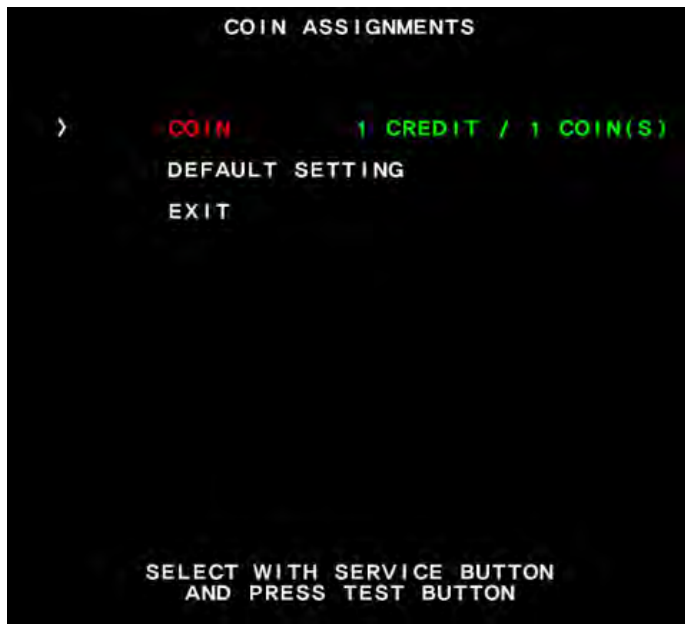 COIN ASSIGNMENTS
> COIN 1 CREDIT / 1 COIN(S)
DEFAULT SETTING
EXIT
SELECT WITH SERVICE BUTTON
AND PRESS TEST BUTTON